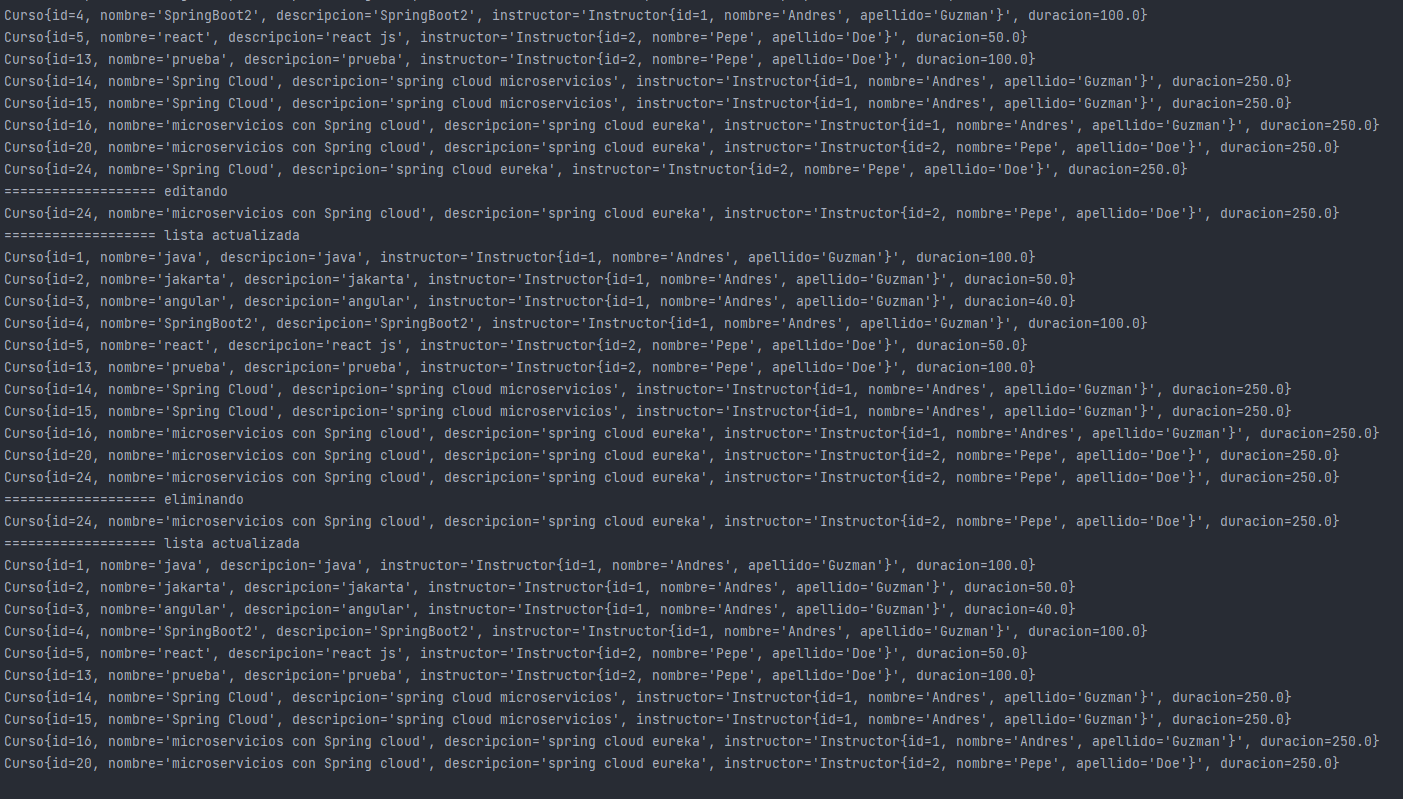 Curso{id=4, nombre='SpringBoot2', descripcion='SpringBoot2', instructor='Instructor{id=1, nombre='Andres', apellido='Guzman'}', duracion=100.0}
Curso{id=5, nombre='react', descripcion='react js', instructor='Instructor{id=2, nombre='Pepe', apellido='Doe'}', duracion=50.0}
Curso{id=13, nombre='prueba', descripcion='prueba', instructor='Instructor{id=2, nombre='Pepe', apellido='Doe'}', duracion=100.0}
Curso{id=14, nombre='Spring Cloud', descripcion='spring cloud microservicios', instructor='Instructor{id=1, nombre='Andres', apellido='Guzman'}', duracion=250.0}
Curso{id=15, nombre='Spring Cloud', descripcion='spring cloud microservicios', instructor='Instructor{id=1, nombre='Andres', apellido='Guzman'}', duracion=250.0}
Curso{id=16, nombre='microservicios con Spring cloud', descripcion='spring cloud eureka', instructor='Instructor{id=1, nombre='Andres', apellido='Guzman'}', duracion=250.0}
Curso{id=20, nombre='microservicios con Spring cloud', descripcion='spring cloud eureka', instructor='Instructor{id=2, nombre='Pepe', apellido='Doe'}', duracion=250.0}
Curso{id=24, nombre='Spring Cloud', descripcion='spring cloud eureka', instructor='Instructor{id=2, nombre='Pepe', apellido='Doe'}', duracion=250.0}
=================== editando
Curso{id=24, nombre='microservicios con Spring cloud', descripcion='spring cloud eureka', instructor='Instructor{id=2, nombre='Pepe', apellido='Doe'}', duracion=250.0}
=================== lista actualizada
Curso{id=1, nombre='java', descripcion='java', instructor='Instructor{id=1, nombre='Andres', apellido='Guzman'}', duracion=100.0}
Curso{id=2, nombre='jakarta', descripcion='jakarta', instructor='Instructor{id=1, nombre='Andres', apellido='Guzman'}', duracion=50.0}
Curso{id=3, nombre='angular', descripcion='angular', instructor='Instructor{id=1, nombre='Andres', apellido='Guzman'}', duracion=40.0}
Curso{id=4, nombre='SpringBoot2', descripcion='SpringBoot2', instructor='Instructor{id=1, nombre='Andres', apellido='Guzman'}', duracion=100.0}
Curso{id=5, nombre='react', descripcion='react js', instructor='Instructor{id=2, nombre='Pepe', apellido='Doe'}', duracion=50.0}
Curso{id=13, nombre='prueba', descripcion='prueba', instructor='Instructor{id=2, nombre='Pepe', apellido='Doe'}', duracion=100.0}
Curso{id=14, nombre='Spring Cloud', descripcion='spring cloud microservicios', instructor='Instructor{id=1, nombre='Andres', apellido='Guzman'}', duracion=250.0}
Curso{id=15, nombre='Spring Cloud', descripcion='spring cloud microservicios', instructor='Instructor{id=1, nombre='Andres', apellido='Guzman'}', duracion=250.0}
Curso{id=16, nombre='microservicios con Spring cloud', descripcion='spring cloud eureka', instructor='Instructor{id=1, nombre='Andres', apellido='Guzman'}', duracion=250.0}
Curso{id=20, nombre='microservicios con Spring cloud', descripcion='spring cloud eureka', instructor='Instructor{id=2, nombre='Pepe', apellido='Doe'}', duracion=250.0}
Curso{id=24, nombre='microservicios con Spring cloud', descripcion='spring cloud eureka', instructor='Instructor{id=2, nombre='Pepe', apellido='Doe'}', duracion=250.0}
=================== eliminando
Curso{id=24, nombre='microservicios con Spring cloud', descripcion='spring cloud eureka', instructor='Instructor{id=2, nombre='Pepe', apellido='Doe'}', duracion=250.0}
=================== lista actualizada
Curso{id=1, nombre='java', descripcion='java', instructor='Instructor{id=1, nombre='Andres', apellido='Guzman'}', duracion=100.0}
Curso{id=2, nombre='jakarta', descripcion='jakarta', instructor='Instructor{id=1, nombre='Andres', apellido='Guzman'}', duracion=50.0}
Curso{id=3, nombre='angular', descripcion='angular', instructor='Instructor{id=1, nombre='Andres', apellido='Guzman'}', duracion=40.0}
Curso{id=4, nombre='SpringBoot2', descripcion='SpringBoot2', instructor='Instructor{id=1, nombre='Andres', apellido='Guzman'}', duracion=100.0}
Curso{id=5, nombre='react', descripcion='react js', instructor='Instructor{id=2, nombre='Pepe', apellido='Doe'}', duracion=50.0}
Curso{id=13, nombre='prueba', descripcion='prueba', instructor='Instructor{id=2, nombre='Pepe', apellido='Doe'}', duracion=100.0}
Curso{id=14, nombre='Spring Cloud', descripcion='spring cloud microservicios', instructor='Instructor{id=1, nombre='Andres', apellido='Guzman'}', duracion=250.0}
Curso{id=15, nombre='Spring Cloud', descripcion='spring cloud microservicios', instructor='Instructor{id=1, nombre='Andres', apellido='Guzman'}', duracion=250.0}
Curso{id=16, nombre='microservicios con Spring cloud', descripcion='spring cloud eureka', instructor='Instructor{id=1, nombre='Andres', apellido='Guzman'}', duracion=250.0}
Curso{id=20, nombre='microservicios con Spring cloud', descripcion='spring cloud eureka', instructor='Instructor{id=2, nombre='Pepe', apellido='Doe'}', duracion=250.0}